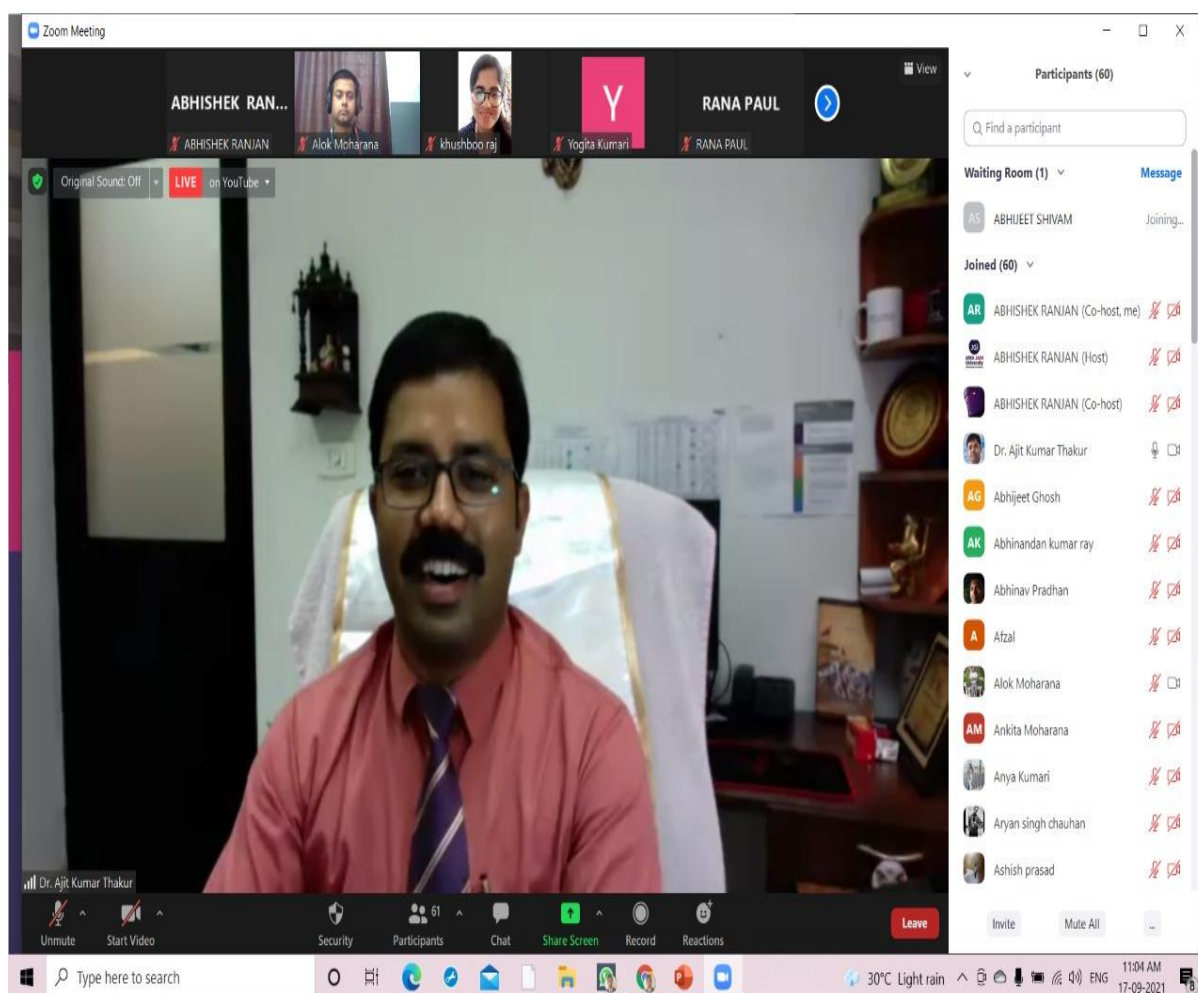 Zoom Meeting
ABHISHEK RAN...
ABHISHEK RANJAN
Alok Moharana
khushboo raj
Y
Yogita Kumari
RANA PAUL
RANA PAUL
View
Original Sound: Off
LIVE on YouTube
Dr. Ajit Kumar Thakur
Unmute
Start Video
Security
61
Participants
Chat
Share Screen
Record
Reactions
Leave
Participants (60)
Find a participant
Waiting Room (1)
Message
AS ABHIJEET SHIVAM Joining...
Joined (60)
AR ABHISHEK RANJAN (Co-host, me)
ABHISHEK RANJAN (Host)
ABHISHEK RANJAN (Co-host)
Dr. Ajit Kumar Thakur
AG Abhijeet Ghosh
AK Abhinandan kumar ray
Abhinav Pradhan
A Afzal
Alok Moharana
AM Ankita Moharana
Anya Kumari
Aryan singh chauhan
Ashish prasad
Invite
Mute All
...
Type here to search
30°C Light rain
ENG
11:04 AM
17-09-2021
8